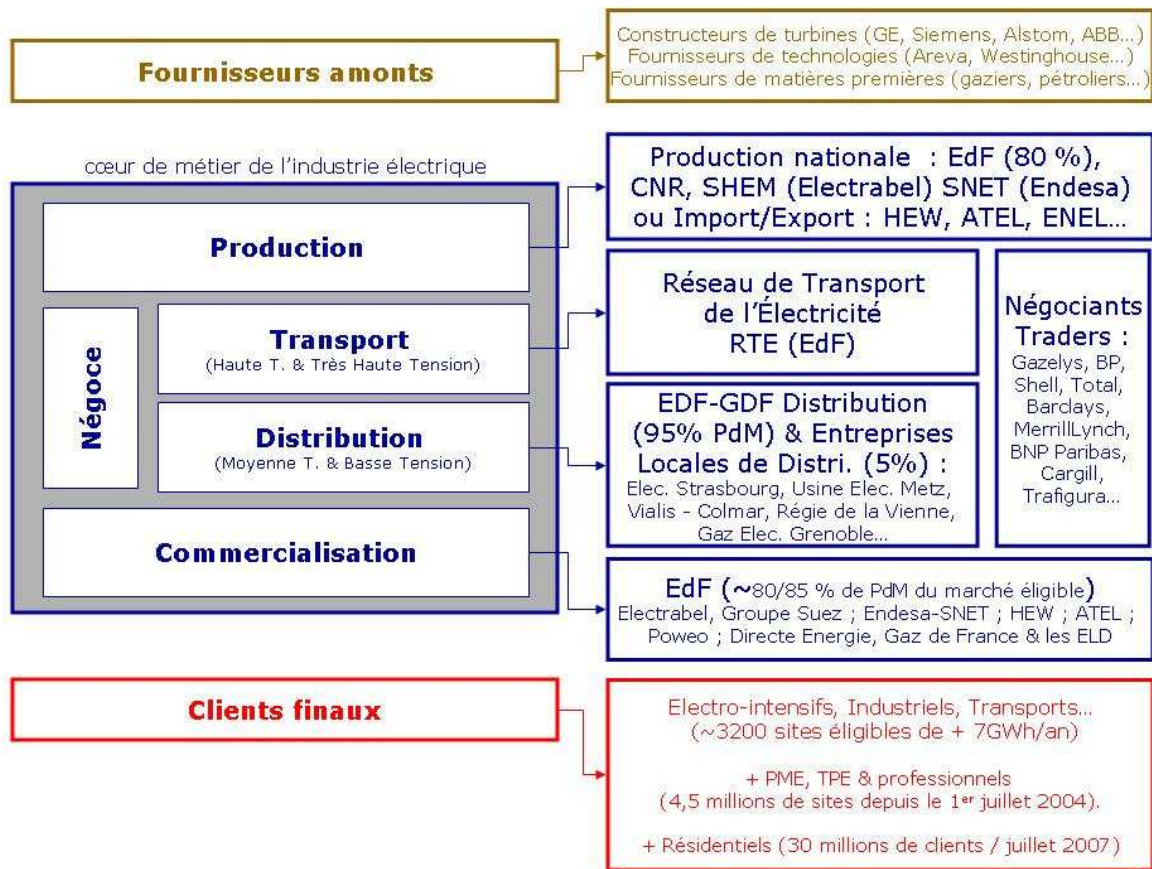 Fournisseurs amonts
Constructeurs de turbines (GE, Siemens, Alstom, ABB...)
Fournisseurs de technologies (Areva, Westinghouse...)
Fournisseurs de matières premières (gaziers, pétroliers...)
cœur de métier de l'industrie électrique
Production
Production nationale : EdF (80 %),
CNR, SHEM (Electrabel) SNET (Endesa)
ou Import/Export : HEW, ATEL, ENEL...
Négoce
Transport
(Haute T. & Très Haute Tension)
Réseau de Transport
de l'Électricité
RTE (EdF)
Négociants
Traders :
Gazelys, BP,
Shell, Total,
Barclays,
MerrillLynch,
BNP Paribas,
Cargill,
Trafigura...
Distribution
(Moyenne T. & Basse Tension)
EDF-GDF Distribution
(95% PdM) & Entreprises
Locales de Distri. (5%) :
Elec. Strasbourg, Usine Elec. Metz,
Vialis - Colmar, Régie de la Vienne,
Gaz Elec. Grenoble...
Commercialisation
EdF (~80/85 % de PdM du marché éligible)
Electrabel, Groupe Suez ; Endesa-SNET ; HEW ; ATEL ;
Poweo ; Directe Energie, Gaz de France & les ELD
Clients finaux
Electro-intensifs, Industriels, Transports...
(~3200 sites éligibles de + 7GWh/an)
+ PME, TPE & professionnels
(4,5 millions de sites depuis le 1er juillet 2004).
+ Résidentiels (30 millions de clients / juillet 2007)